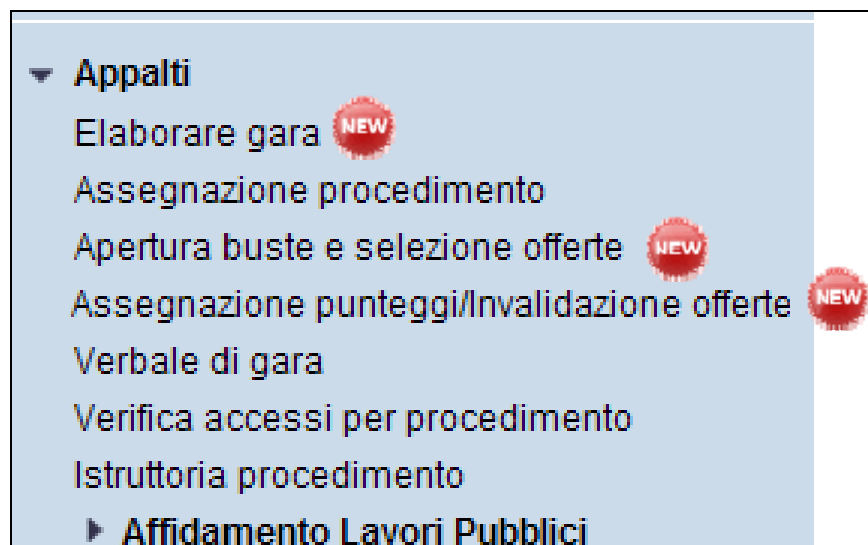 Appalti
Elaborare gara NEW
Assegnazione procedimento
Apertura buste e selezione offerte NEW
Assegnazione punteggi/Invalidazione offerte NEW
Verbale di gara
Verifica accessi per procedimento
Istruttoria procedimento
Affidamento Lavori Pubblici